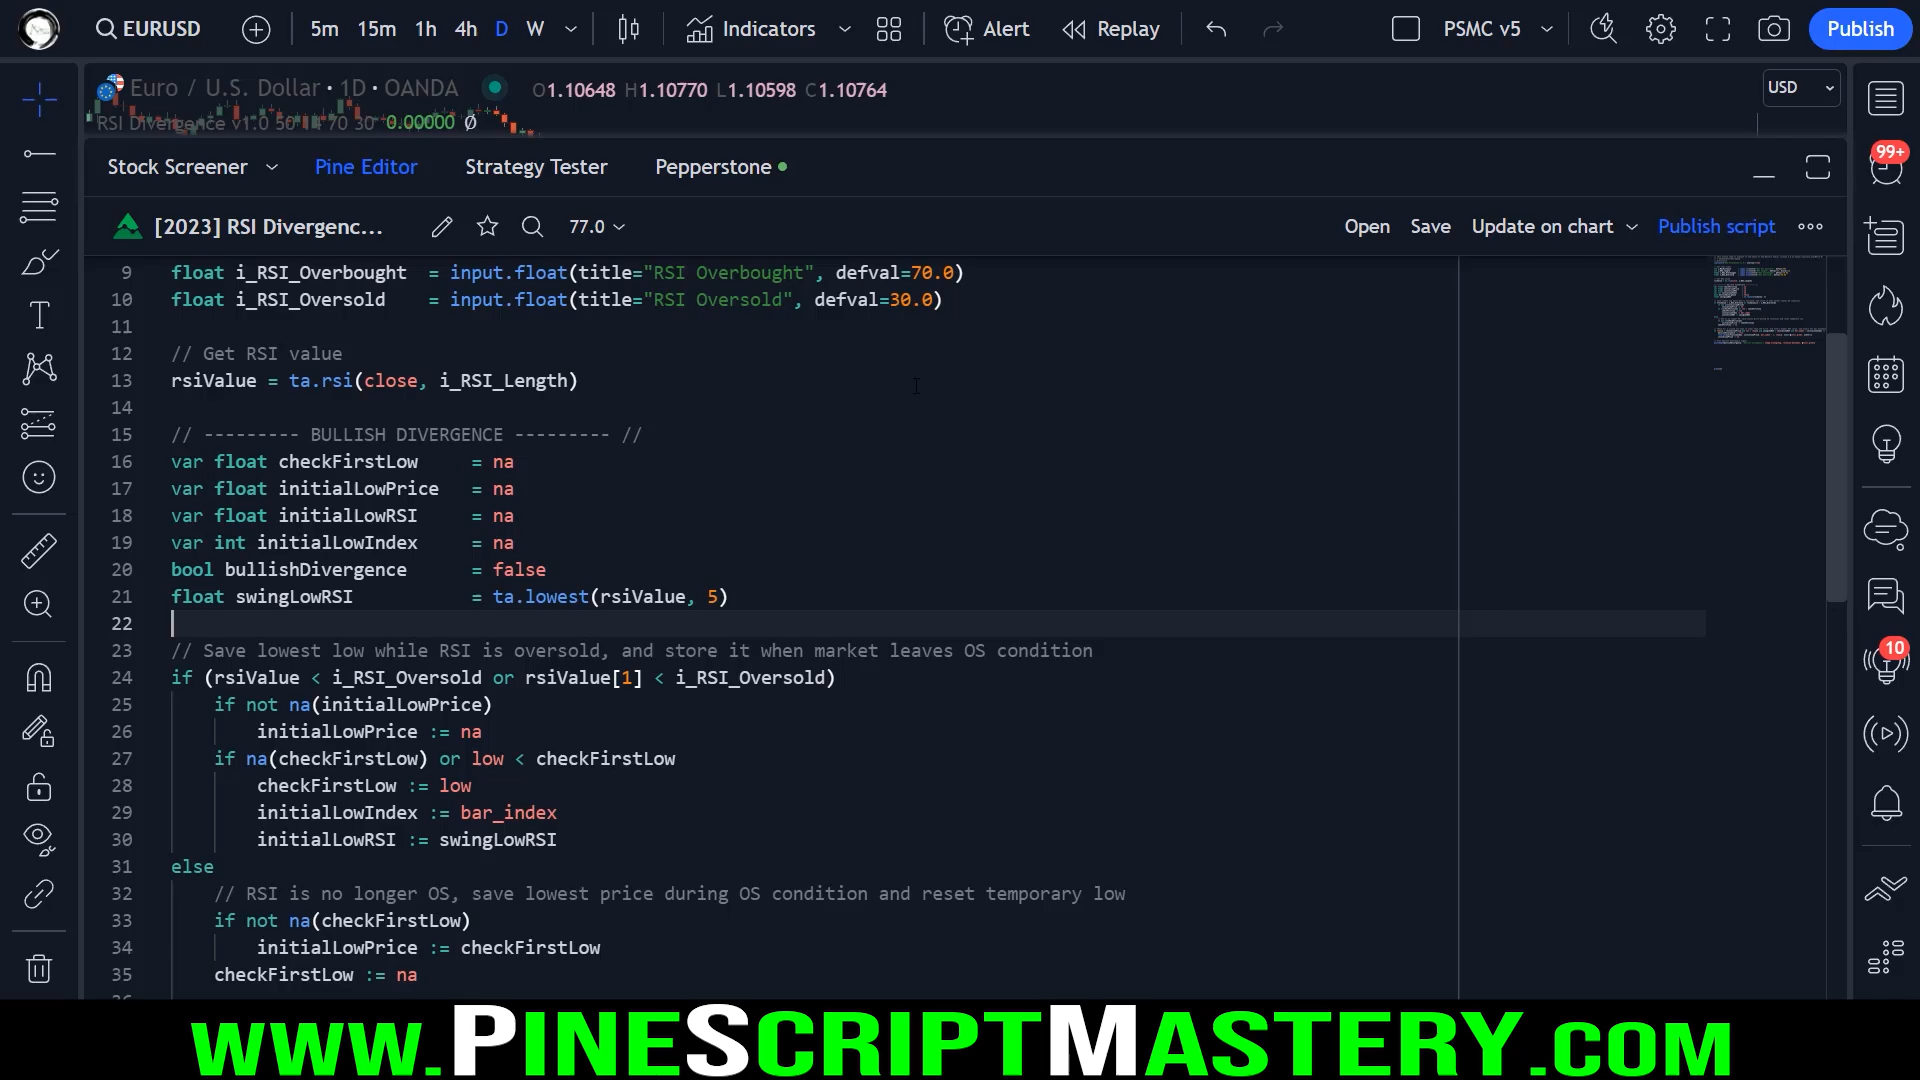 EURUSD 5m 15m 1h 4h D W Indicators Alert Replay PSMC v5 Publish
Euro / U.S. Dollar · 1D · OANDA O1.10648 H1.10770 L1.10598 C1.10764 USD
RSI Divergence v1.0 50 14 70 30 0.00000 Ø
99+
Stock Screener Pine Editor Strategy Tester Pepperstone
[2023] RSI Divergenc... 77.0 Open Save Update on chart Publish script
9 float i_RSI_Overbought = input.float(title="RSI Overbought", defval=70.0)
10 float i_RSI_Oversold = input.float(title="RSI Oversold", defval=30.0)
11
12 // Get RSI value
13 rsiValue = ta.rsi(close, i_RSI_Length)
14
15 // --------- BULLISH DIVERGENCE --------- //
16 var float checkFirstLow = na
17 var float initialLowPrice = na
18 var float initialLowRSI = na
19 var int initialLowIndex = na
20 bool bullishDivergence = false
21 float swingLowRSI = ta.lowest(rsiValue, 5)
22
23 // Save lowest low while RSI is oversold, and store it when market leaves OS condition
10
24 if (rsiValue < i_RSI_Oversold or rsiValue[1] < i_RSI_Oversold)
25 if not na(initialLowPrice)
26 initialLowPrice := na
27 if na(checkFirstLow) or low < checkFirstLow
28 checkFirstLow := low
29 initialLowIndex := bar_index
30 initialLowRSI := swingLowRSI
31 else
32 // RSI is no longer OS, save lowest price during OS condition and reset temporary low
33 if not na(checkFirstLow)
34 initialLowPrice := checkFirstLow
35 checkFirstLow := na
www.PineScriptMastery.com